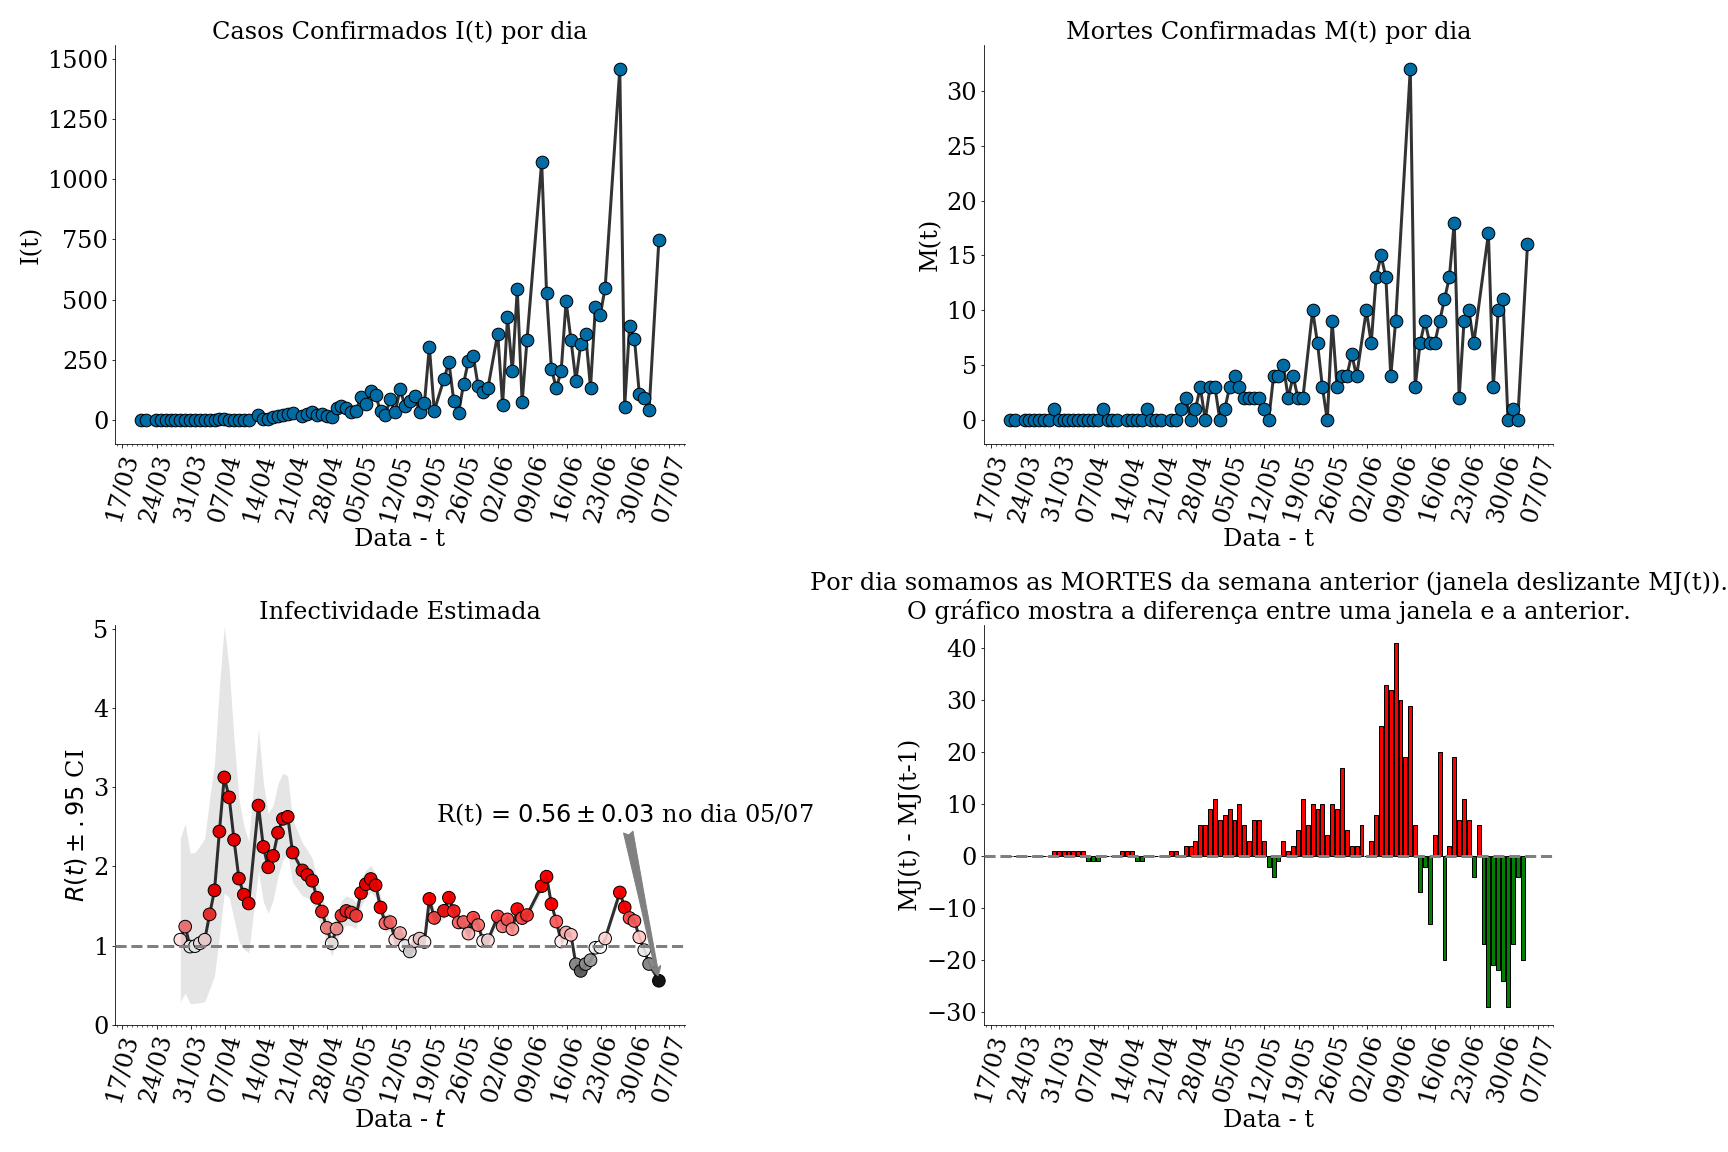 Casos Confirmados I(t) por dia
1500
1250
1000
750
500
250
0
I(t)
17/03 24/03 31/03 07/04 14/04 21/04 28/04 05/05 12/05 19/05 26/05 02/06 09/06 16/06 23/06 30/06 07/07
Data - t
Mortes Confirmadas M(t) por dia
30
25
20
15
10
5
0
M(t)
17/03 24/03 31/03 07/04 14/04 21/04 28/04 05/05 12/05 19/05 26/05 02/06 09/06 16/06 23/06 30/06 07/07
Data - t
Infectividade Estimada
5
4
3
2
1
0
R(t) ± .95 CI
R(t) = 0.56 ± 0.03 no dia 05/07
17/03 24/03 31/03 07/04 14/04 21/04 28/04 05/05 12/05 19/05 26/05 02/06 09/06 16/06 23/06 30/06 07/07
Data - t
Por dia somamos as MORTES da semana anterior (janela deslizante MJ(t)).
O gráfico mostra a diferença entre uma janela e a anterior.
40
30
20
10
0
−10
−20
−30
MJ(t) - MJ(t-1)
17/03 24/03 31/03 07/04 14/04 21/04 28/04 05/05 12/05 19/05 26/05 02/06 09/06 16/06 23/06 30/06 07/07
Data - t